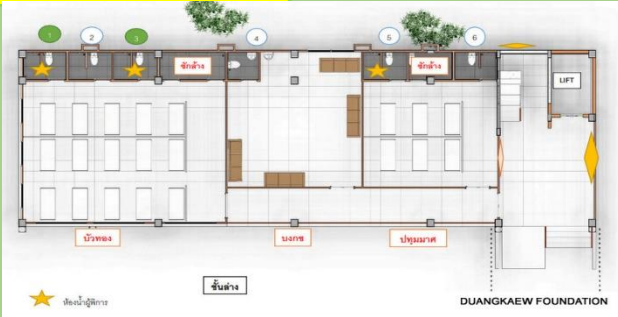 1 2 3 4 5 6
ซักล้าง ซักล้าง
LIFT
บัวทอง บงกช ปทุมมาศ
ชั้นล่าง
ห้องน้ำผู้พิการ
DUANGKAEW FOUNDATION